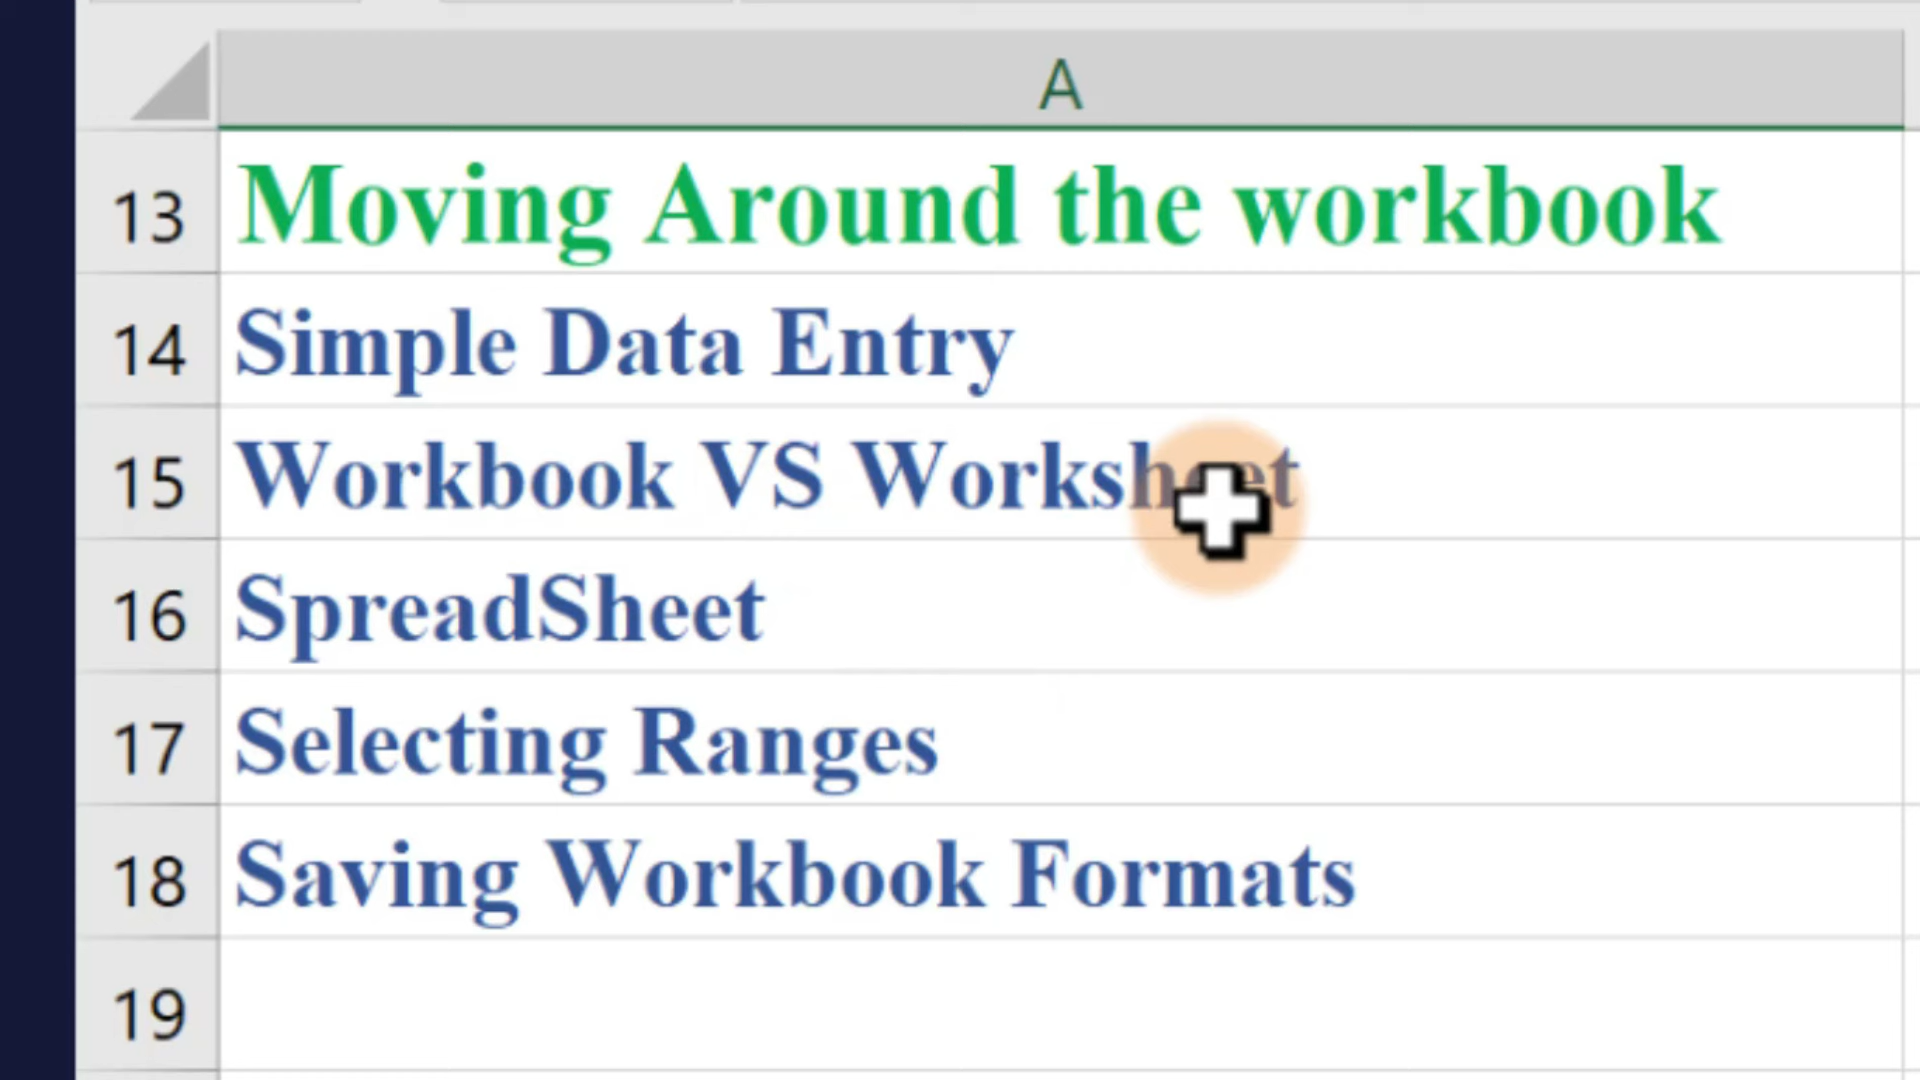 A
13 Moving Around the workbook
14 Simple Data Entry
15 Workbook VS Worksheet
16 SpreadSheet
17 Selecting Ranges
18 Saving Workbook Formats
19